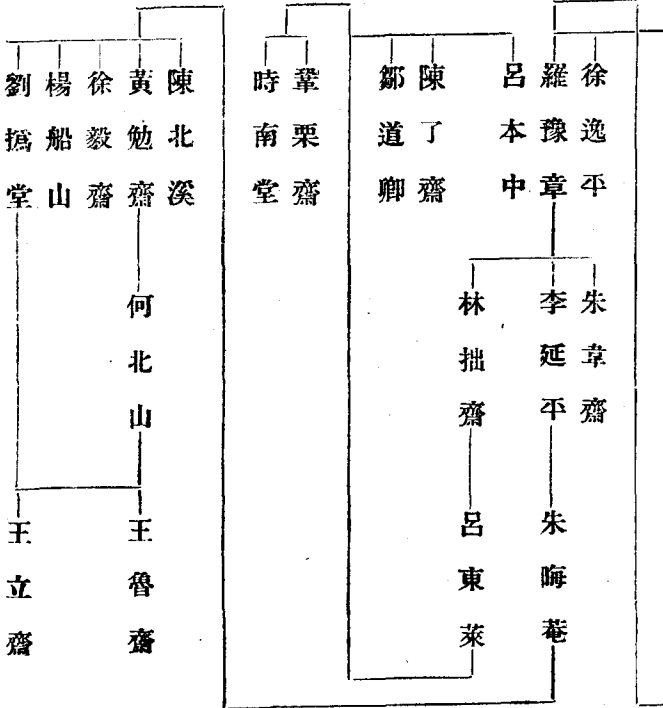 徐逸平
羅豫章
呂本中
陳了齋
鄒道卿
鞏栗齋
時南堂
陳北溪
黃勉齋
徐毅齋
楊船山
劉撝堂
朱韋齋
李延平
林拙齋
何北山
朱晦菴
呂東萊
王魯齋
王立齋